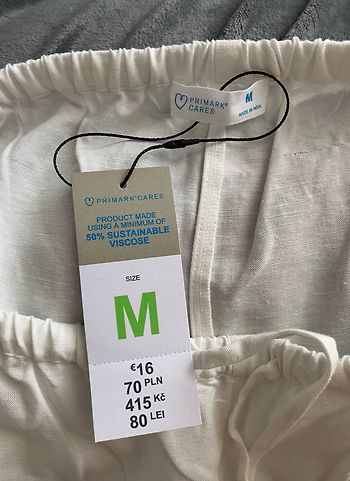 PRIMARK®
CARES
M
MADE IN INDIA
PRIMARK®CARES
PRODUCT MADE
USING A MINIMUM OF
50% SUSTAINABLE
VISCOSE
SIZE
M
€16
70 PLN
415 Kč
80 LEI